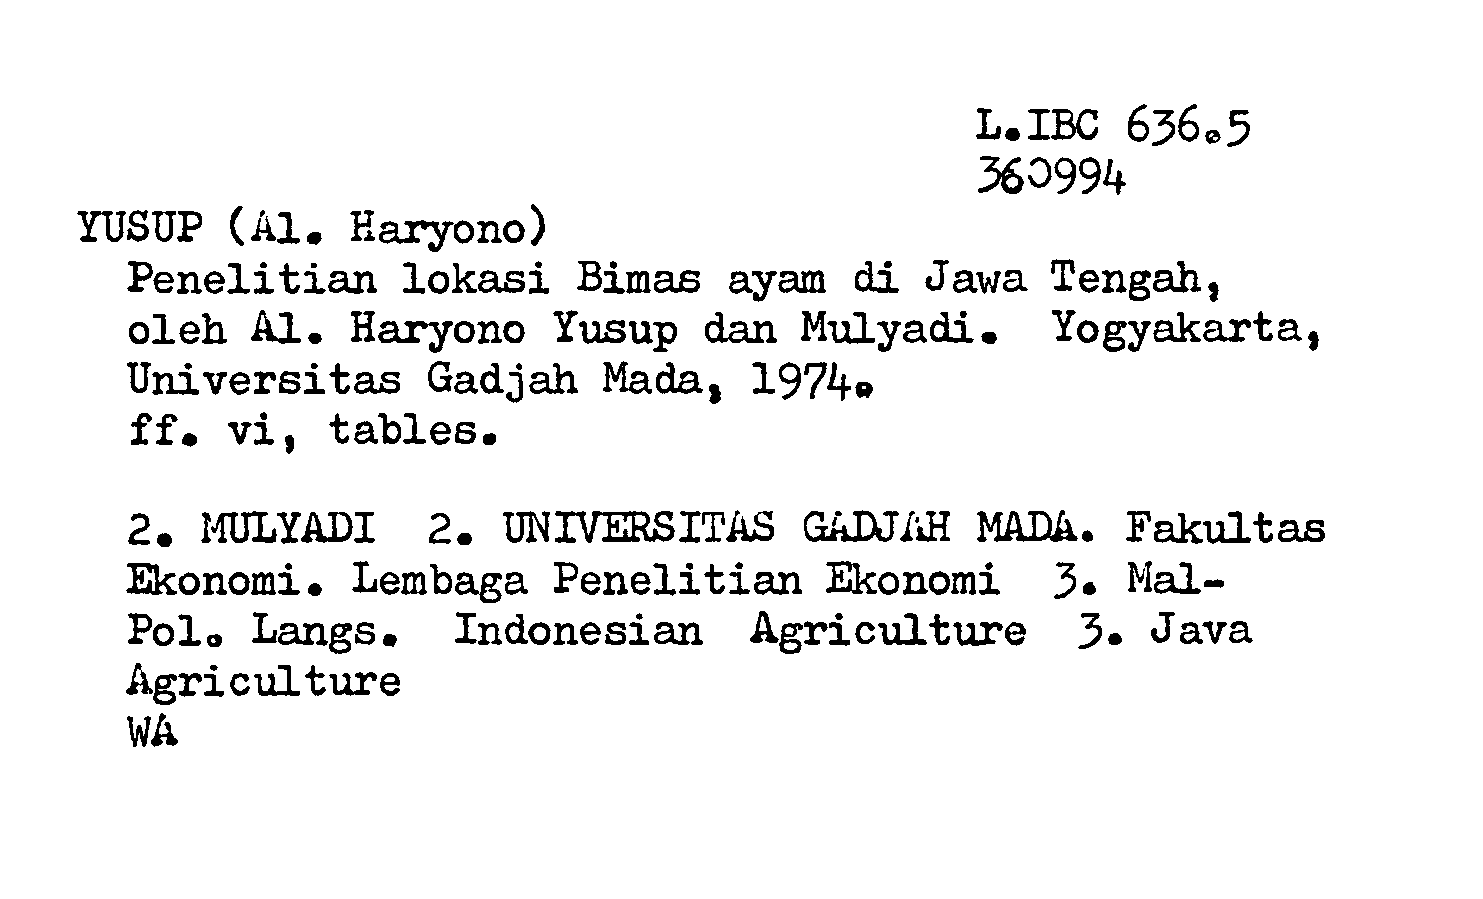 L.IBC 636.5
360994
YUSUP (Al. Haryono)
Penelitian lokasi Bimas ayam di Jawa Tengah,
oleh Al. Haryono Yusup dan Mulyadi. Yogyakarta,
Universitas Gadjah Mada, 1974.
ff. vi, tables.
2. MULYADI 2. UNIVERSITAS GADJAH MADA. Fakultas
Ekonomi. Lembaga Penelitian Ekonomi 3. Mal-
Pol. Langs. Indonesian Agriculture 3. Java
Agriculture
WA